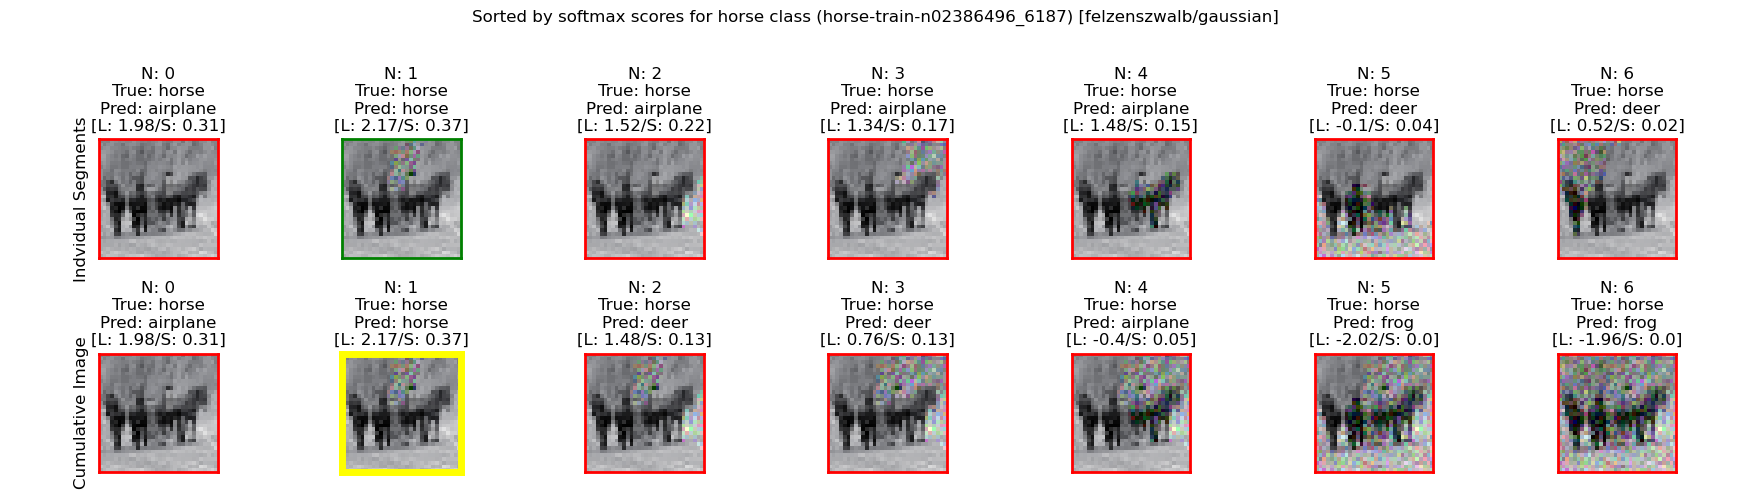 Sorted by softmax scores for horse class (horse-train-n02386496_6187) [felzenszwalb/gaussian]
Indvidual Segments
N: 0
True: horse
Pred: airplane
[L: 1.98/S: 0.31]
N: 1
True: horse
Pred: horse
[L: 2.17/S: 0.37]
N: 2
True: horse
Pred: airplane
[L: 1.52/S: 0.22]
N: 3
True: horse
Pred: airplane
[L: 1.34/S: 0.17]
N: 4
True: horse
Pred: airplane
[L: 1.48/S: 0.15]
N: 5
True: horse
Pred: deer
[L: -0.1/S: 0.04]
N: 6
True: horse
Pred: deer
[L: 0.52/S: 0.02]
Cumulative Image
N: 0
True: horse
Pred: airplane
[L: 1.98/S: 0.31]
N: 1
True: horse
Pred: horse
[L: 2.17/S: 0.37]
N: 2
True: horse
Pred: deer
[L: 1.48/S: 0.13]
N: 3
True: horse
Pred: deer
[L: 0.76/S: 0.13]
N: 4
True: horse
Pred: airplane
[L: -0.4/S: 0.05]
N: 5
True: horse
Pred: frog
[L: -2.02/S: 0.0]
N: 6
True: horse
Pred: frog
[L: -1.96/S: 0.0]